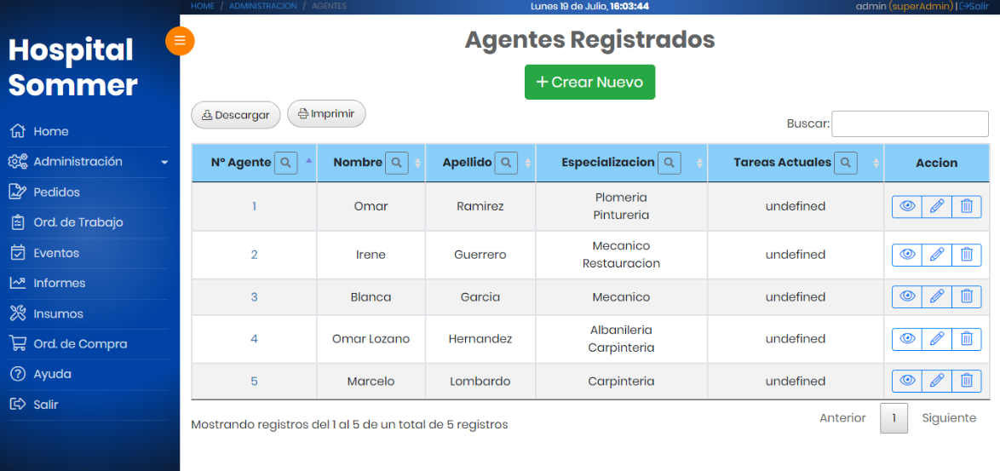 HOME / ADMINISTRACION / AGENTES
Lunes 19 de Julio, 16:03:44
admin (superAdmin) | Salir
Hospital
Sommer
Home
Administración
Pedidos
Ord. de Trabajo
Eventos
Informes
Insumos
Ord. de Compra
Ayuda
Salir
Agentes Registrados
+ Crear Nuevo
Descargar
Imprimir
Buscar:
N° Agente Nombre Apellido Especializacion Tareas Actuales Accion
1 Omar Ramirez Plomeria undefined
Pintureria
2 Irene Guerrero Mecanico undefined
Restauracion
3 Blanca Garcia Mecanico undefined
4 Omar Lozano Hernandez Albanileria undefined
Carpinteria
5 Marcelo Lombardo Carpinteria undefined
Mostrando registros del 1 al 5 de un total de 5 registros
Anterior 1 Siguiente